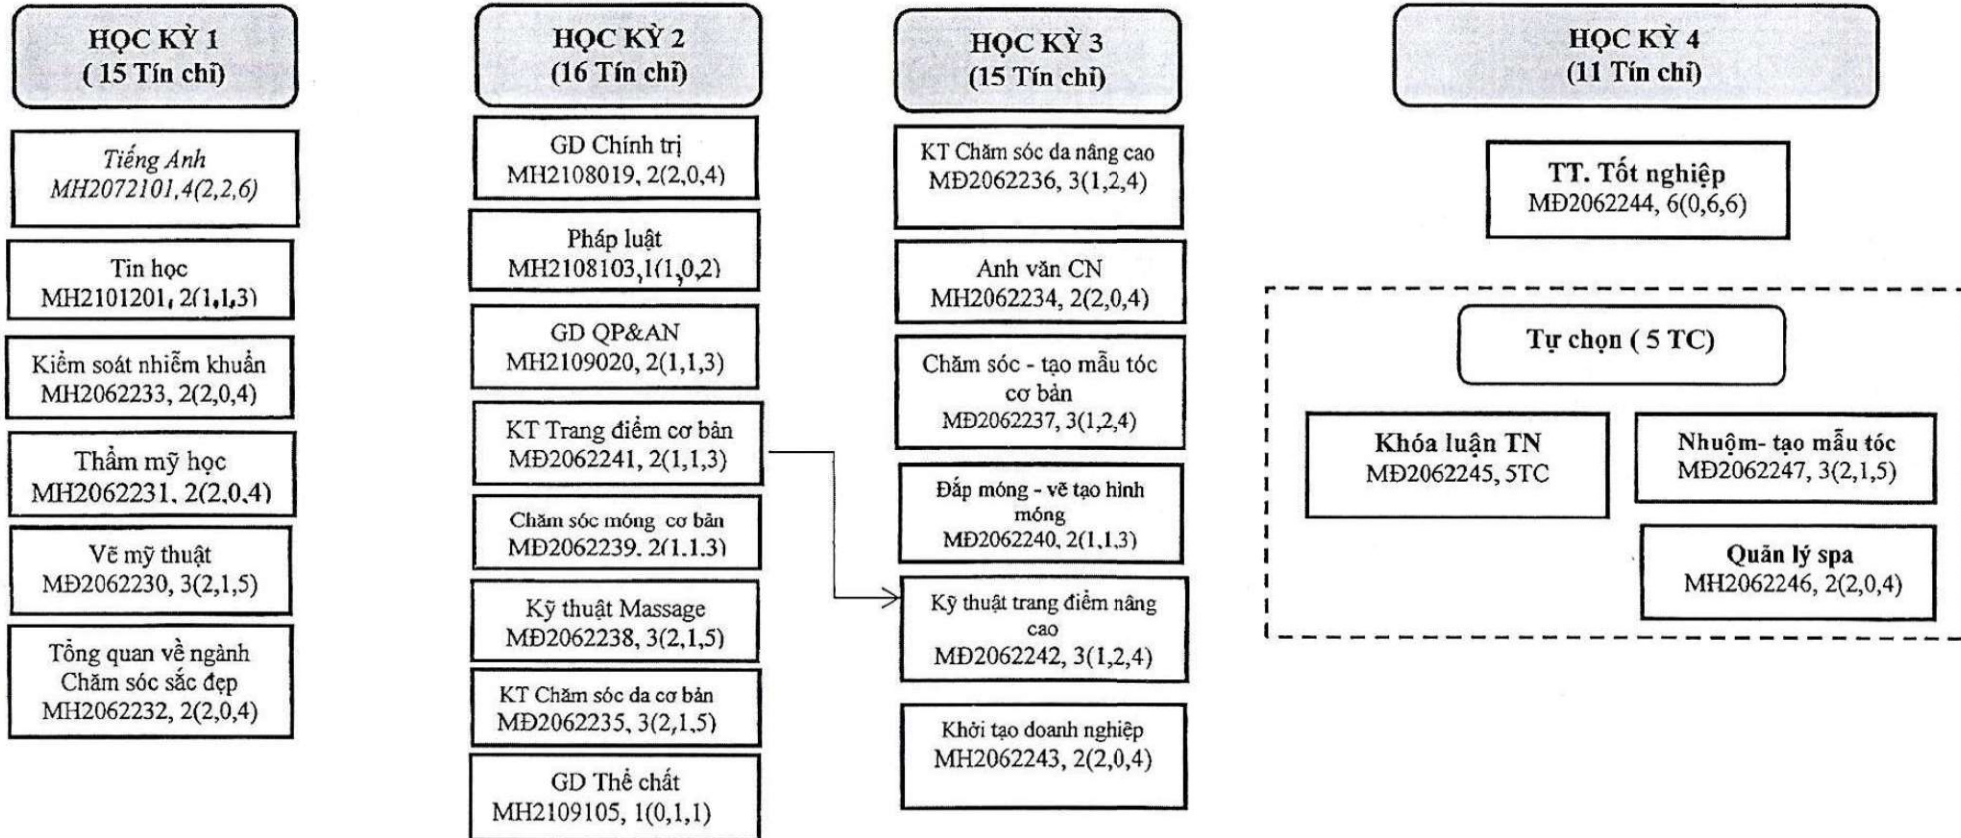 HỌC KỲ 1
( 15 Tín chỉ)
Tiếng Anh
MH2072101,4(2,2,6)
Tin học
MH2101201, 2(1,1,3)
Kiểm soát nhiễm khuẩn
MH2062233, 2(2,0,4)
Thẩm mỹ học
MH2062231, 2(2,0,4)
Vẽ mỹ thuật
MĐ2062230, 3(2,1,5)
Tổng quan về ngành
Chăm sóc sắc đẹp
MH2062232, 2(2,0,4)
HỌC KỲ 2
(16 Tín chỉ)
GD Chính trị
MH2108019, 2(2,0,4)
Pháp luật
MH2108103,1(1,0,2)
GD QP&AN
MH2109020, 2(1,1,3)
KT Trang điểm cơ bản
MĐ2062241, 2(1,1,3)
Chăm sóc móng cơ bản
MĐ2062239, 2(1,1,3)
Kỹ thuật Massage
MĐ2062238, 3(2,1,5)
KT Chăm sóc da cơ bản
MĐ2062235, 3(2,1,5)
GD Thể chất
MH2109105, 1(0,1,1)
HỌC KỲ 3
(15 Tín chỉ)
KT Chăm sóc da nâng cao
MĐ2062236, 3(1,2,4)
Anh văn CN
MH2062234, 2(2,0,4)
Chăm sóc - tạo mẫu tóc
cơ bản
MĐ2062237, 3(1,2,4)
Đắp móng - vẽ tạo hình
móng
MĐ2062240, 2(1,1,3)
Kỹ thuật trang điểm nâng
cao
MĐ2062242, 3(1,2,4)
Khởi tạo doanh nghiệp
MH2062243, 2(2,0,4)
HỌC KỲ 4
(11 Tín chỉ)
TT. Tốt nghiệp
MĐ2062244, 6(0,6,6)
Tự chọn ( 5 TC)
Khóa luận TN
MĐ2062245, 5TC
Nhuộm- tạo mẫu tóc
MĐ2062247, 3(2,1,5)
Quản lý spa
MH2062246, 2(2,0,4)